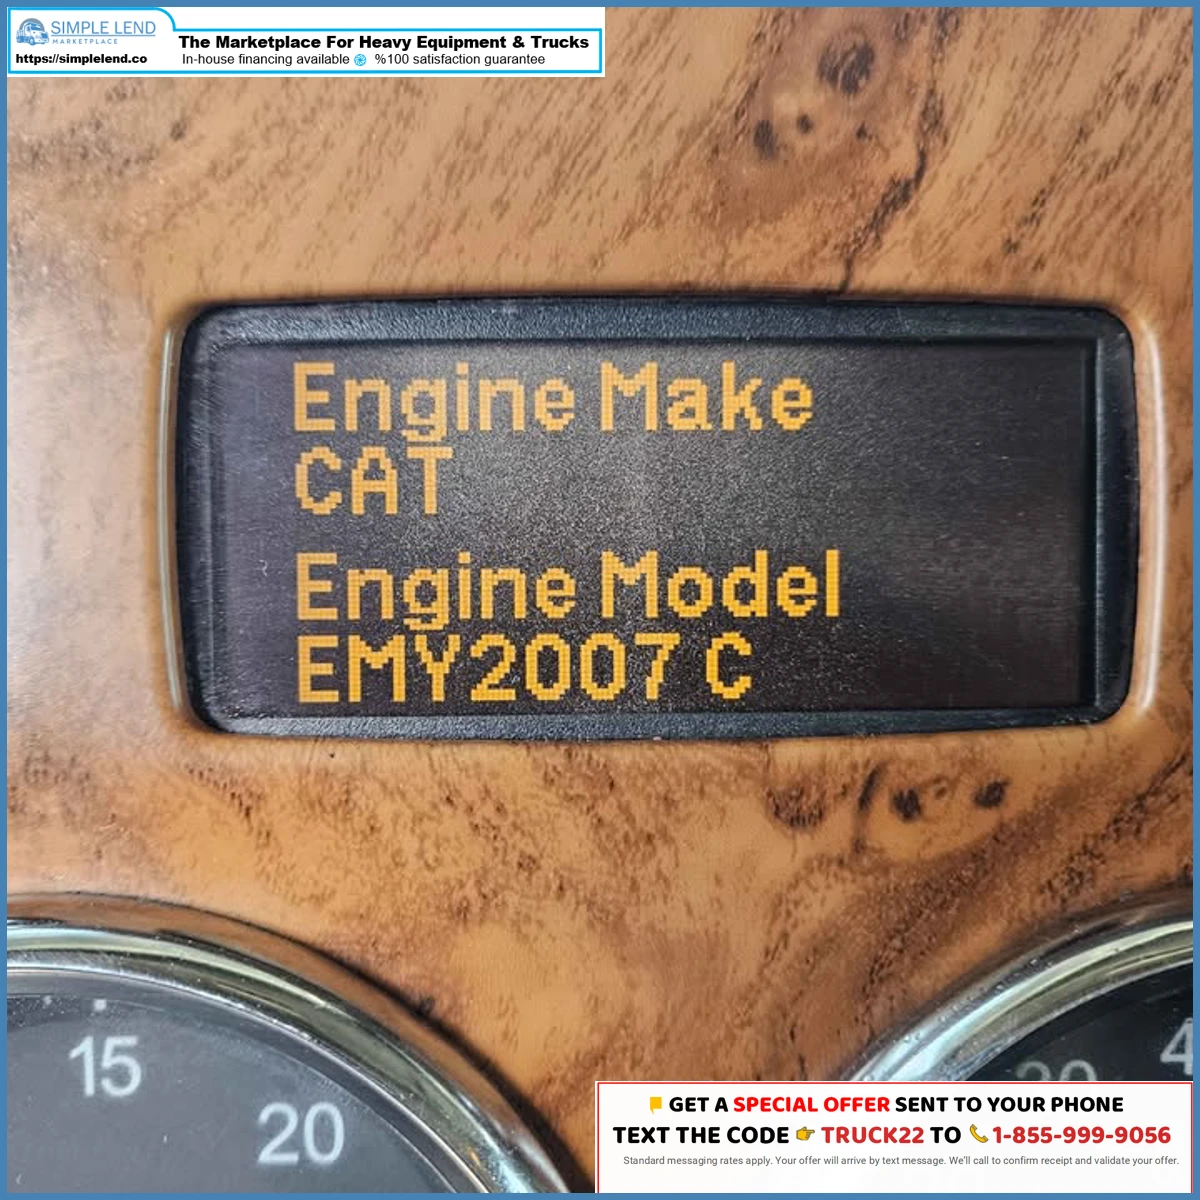 SIMPLE LEND
MARKETPLACE
https://simplelend.co
The Marketplace For Heavy Equipment & Trucks
In-house financing available %100 satisfaction guarantee
Engine Make
CAT
Engine Model
EMY2007 C
15
20
GET A SPECIAL OFFER SENT TO YOUR PHONE
TEXT THE CODE 👉 TRUCK22 TO 📞 1-855-999-9056
Standard messaging rates apply. Your offer will arrive by text message. We'll call to confirm receipt and validate your offer.